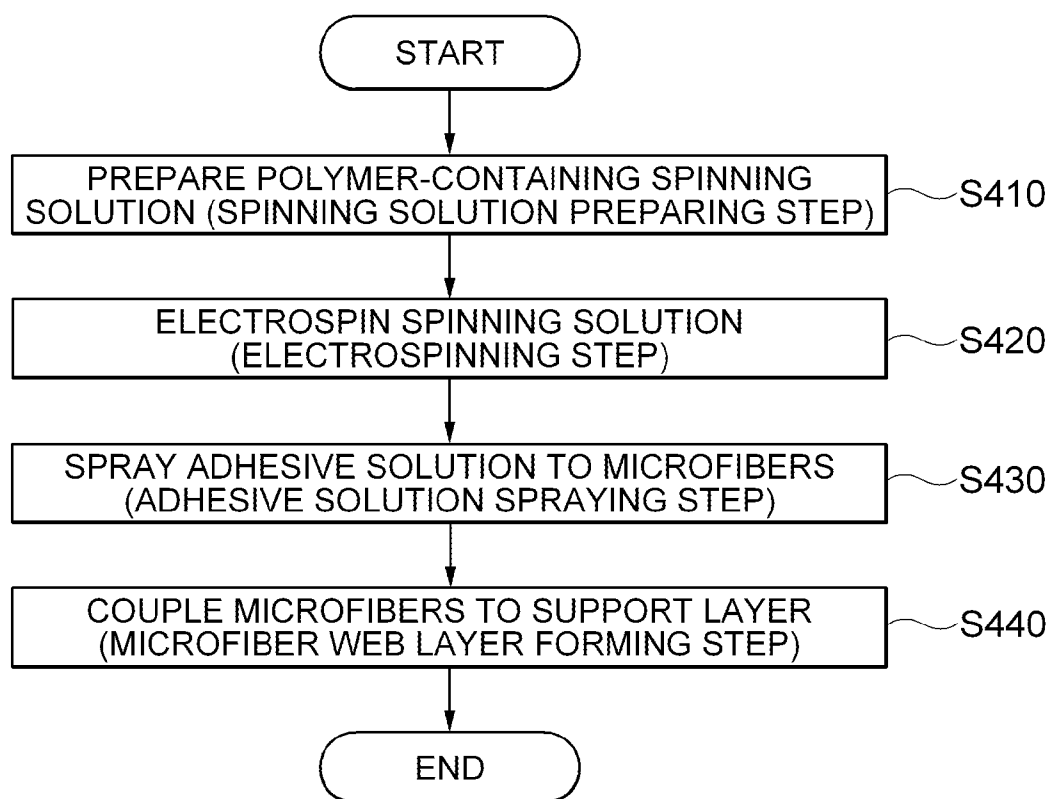 START
PREPARE POLYMER-CONTAINING SPINNING
SOLUTION (SPINNING SOLUTION PREPARING STEP)
S410
ELECTROSPIN SPINNING SOLUTION
(ELECTROSPINNING STEP)
S420
SPRAY ADHESIVE SOLUTION TO MICROFIBERS
(ADHESIVE SOLUTION SPRAYING STEP)
S430
COUPLE MICROFIBERS TO SUPPORT LAYER
(MICROFIBER WEB LAYER FORMING STEP)
S440
END